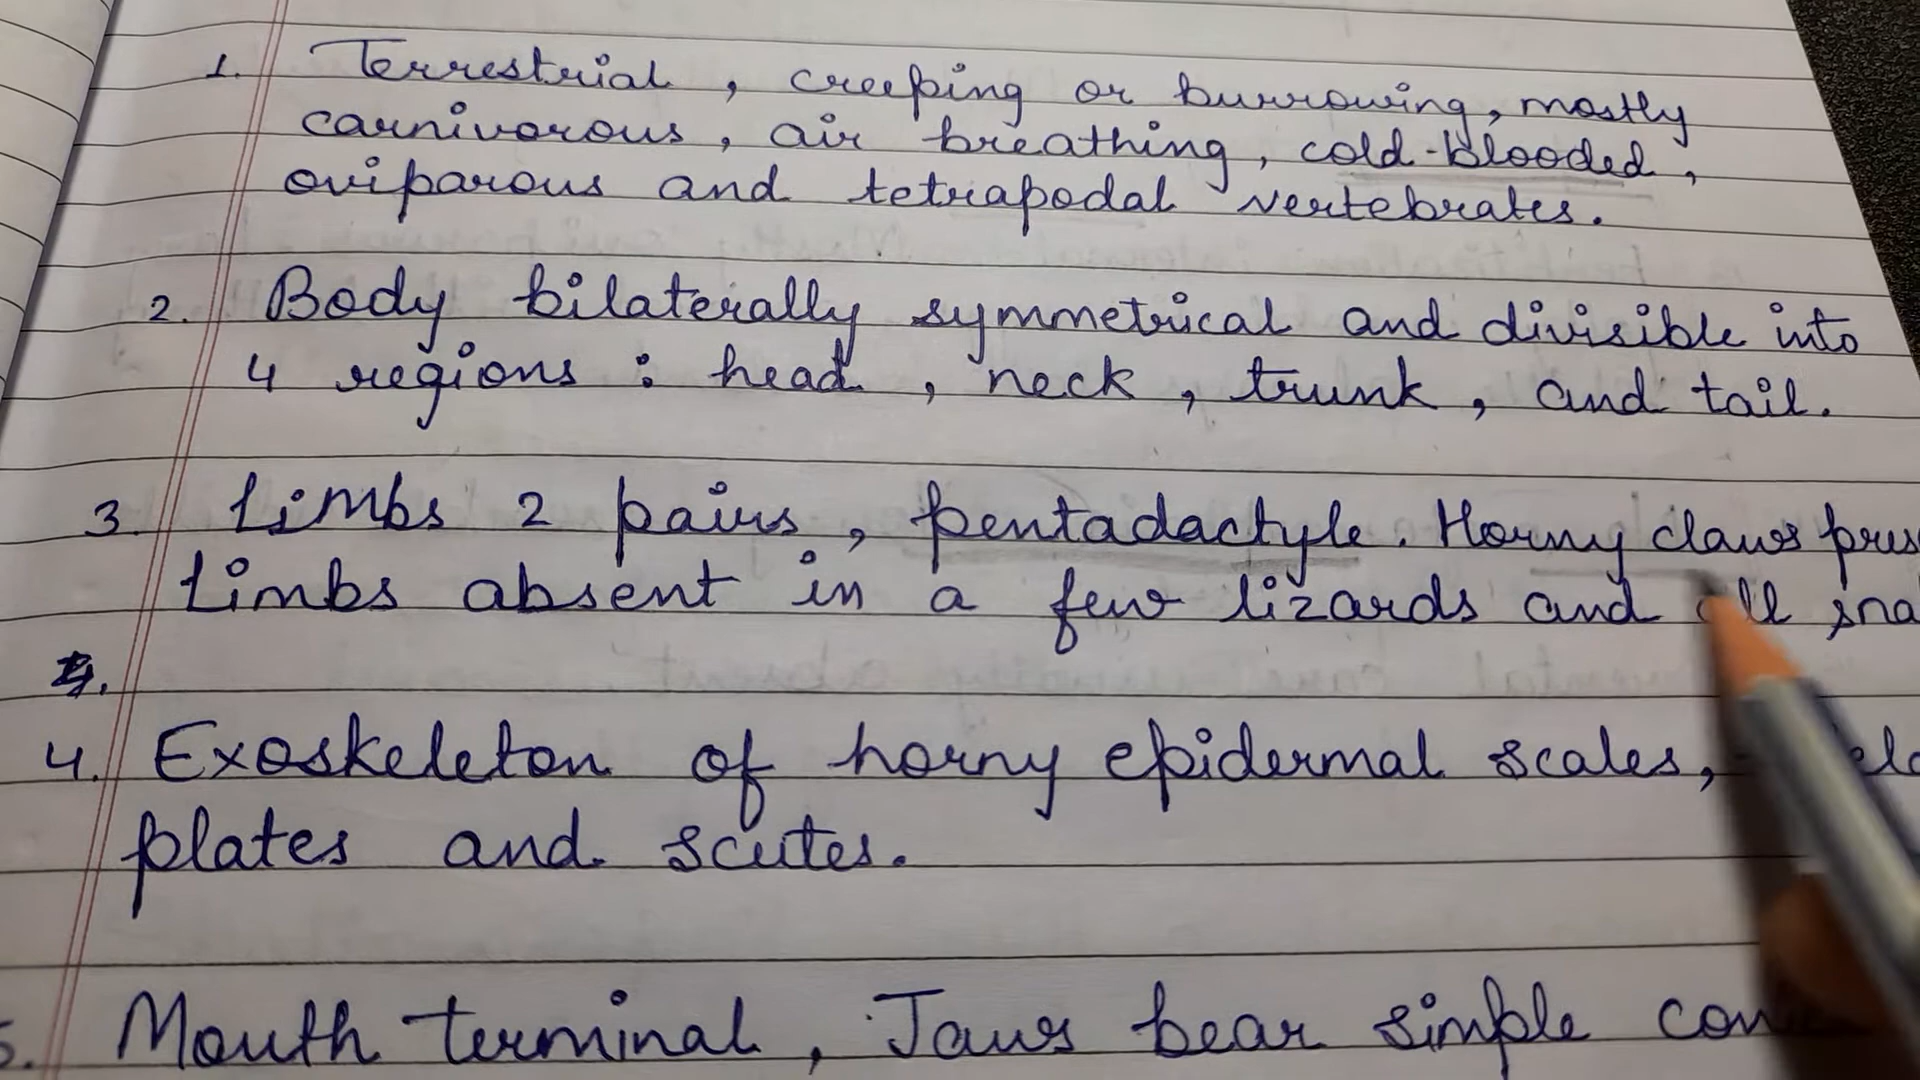 1. Terrestrial, creeping or burrowing, mostly
carnivorous, air breathing, cold-blooded,
oviparous and tetrapodal vertebrates.
2. Body bilaterally symmetrical and divisible into
4 regions : head, neck, trunk, and tail.
3. Limbs 2 pairs, pentadactyle. Horny claws
Limbs absent in a few lizards and all
4. Exoskeleton of horny epidermal scales,
plates and scutes.
5. Mouth terminal, Jaws bear simple